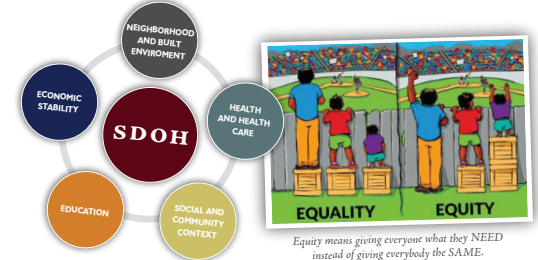 NEIGHBORHOOD
AND BUILT
ENVIROMENT
ECONOMIC
STABILITY
SDOH
HEALTH
AND HEALTH
CARE
EDUCATION
SOCIAL AND
COMMUNITY
CONTEXT
EQUALITY
EQUITY
Equity means giving everyone what they NEED
instead of giving everybody the SAME.